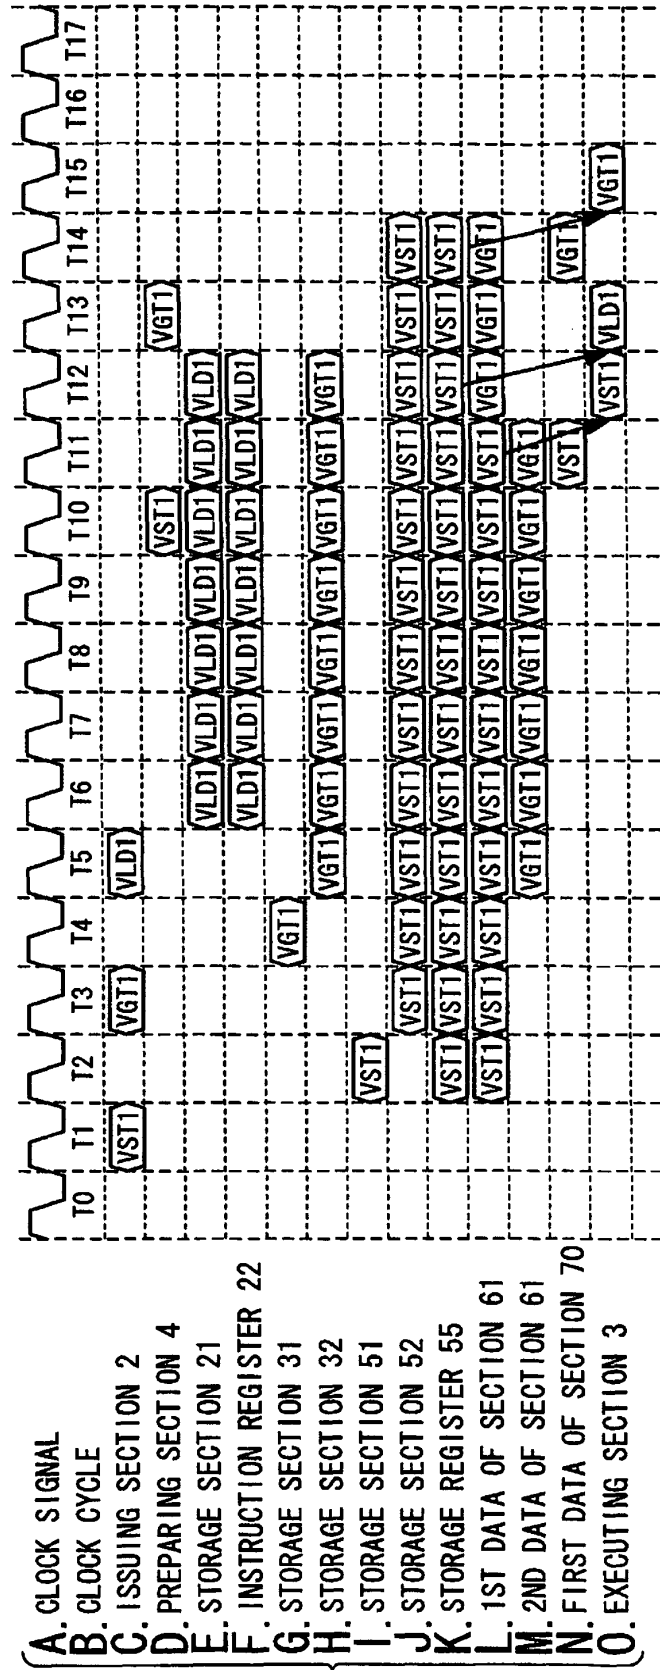 A. CLOCK SIGNAL
B. CLOCK CYCLE T0 T1 T2 T3 T4 T5 T6 T7 T8 T9 T10 T11 T12 T13 T14 T15 T16 T17
C. ISSUING SECTION 2 VST1 VGT1 VLD1
D. PREPARING SECTION 4 VST1 VGT1
E. STORAGE SECTION 21 VLD1 VLD1 VLD1 VLD1 VLD1 VLD1 VLD1
F. INSTRUCTION REGISTER 22 VLD1 VLD1 VLD1 VLD1 VLD1 VLD1 VLD1
G. STORAGE SECTION 31 VGT1
H. STORAGE SECTION 32 VGT1 VGT1 VGT1 VGT1 VGT1 VGT1 VGT1 VGT1
I. STORAGE SECTION 51 VST1
J. STORAGE SECTION 52 VST1 VST1 VST1 VST1 VST1 VST1 VST1 VST1 VST1 VST1 VST1 VST1
K. STORAGE REGISTER 55 VST1 VST1 VST1 VST1 VST1 VST1 VST1 VST1 VST1 VST1 VST1 VST1 VST1
L. 1ST DATA OF SECTION 61 VST1 VST1 VST1 VST1 VST1 VST1 VST1 VST1 VST1 VST1 VGT1 VGT1 VGT1
M. 2ND DATA OF SECTION 61 VGT1 VGT1 VGT1 VGT1 VGT1 VGT1 VGT1
N. FIRST DATA OF SECTION 70 VST1 VGT1
O. EXECUTING SECTION 3 VST1 VLD1 VGT1